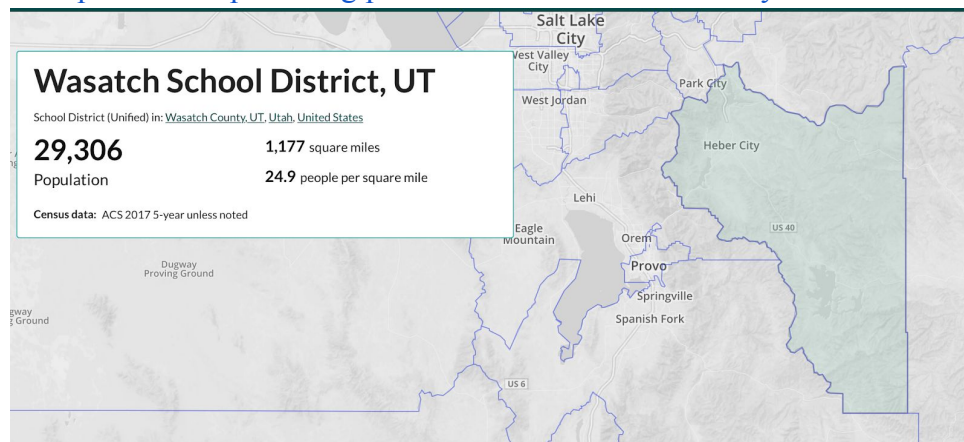 Wasatch School District, UT
School District (Unified) in: Wasatch County, UT, Utah, United States
29,306
Population
1,177 square miles
24.9 people per square mile
Census data: ACS 2017 5-year unless noted
Salt Lake
City
West Valley
City
West Jordan
Park City
Heber City
Lehi
Eagle
Mountain
Orem
US 40
Provo
Dugway
Proving Ground
Springville
Spanish Fork
gway
Ground
US 6